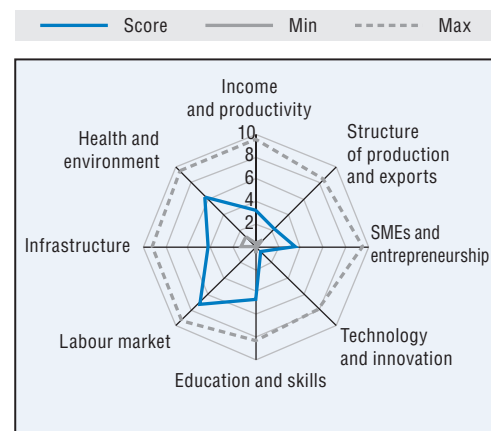 Score Min Max
Income
and productivity
Health and
environment
Structure
of production
and exports
10
8
6
4
2
Infrastructure
SMEs and
entrepreneurship
Labour market
Technology
and innovation
Education and skills